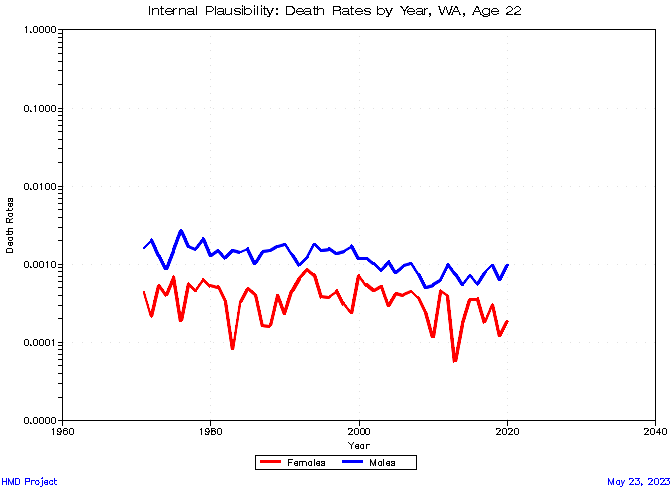 Internal Plausibility: Death Rates by Year, WA, Age 22
1.0000
0.1000
0.0100
0.0010
0.0001
0.0000
Death Rates
1960
1980
2000
2020
2040
Year
Females
Males
HMD Project
May 23, 2023